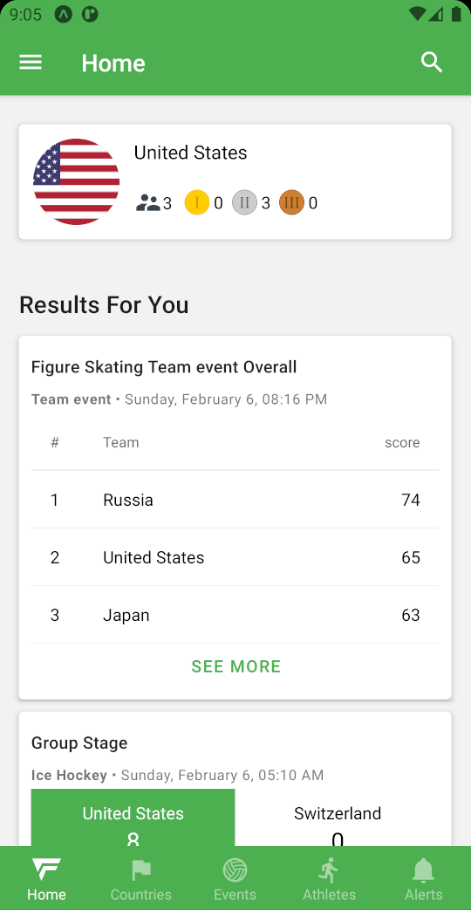 9:05
Home
United States
3 I 0 II 3 III 0
Results For You
Figure Skating Team event Overall
Team event • Sunday, February 6, 08:16 PM
# Team score
1 Russia 74
2 United States 65
3 Japan 63
SEE MORE
Group Stage
Ice Hockey • Sunday, February 6, 05:10 AM
United States Switzerland
8 0
Home Countries Events Athletes Alerts